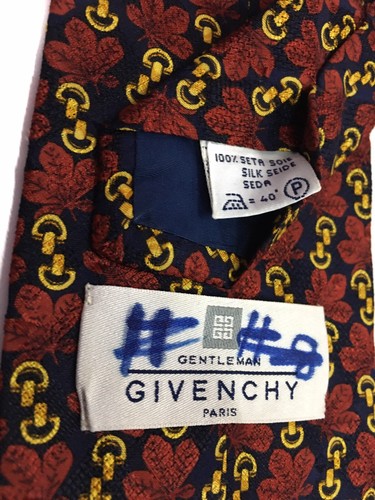 100% SETA SOIE
SILK SEIDE
SEDA
= 40° P
# #8
GENTLEMAN
GIVENCHY
PARIS